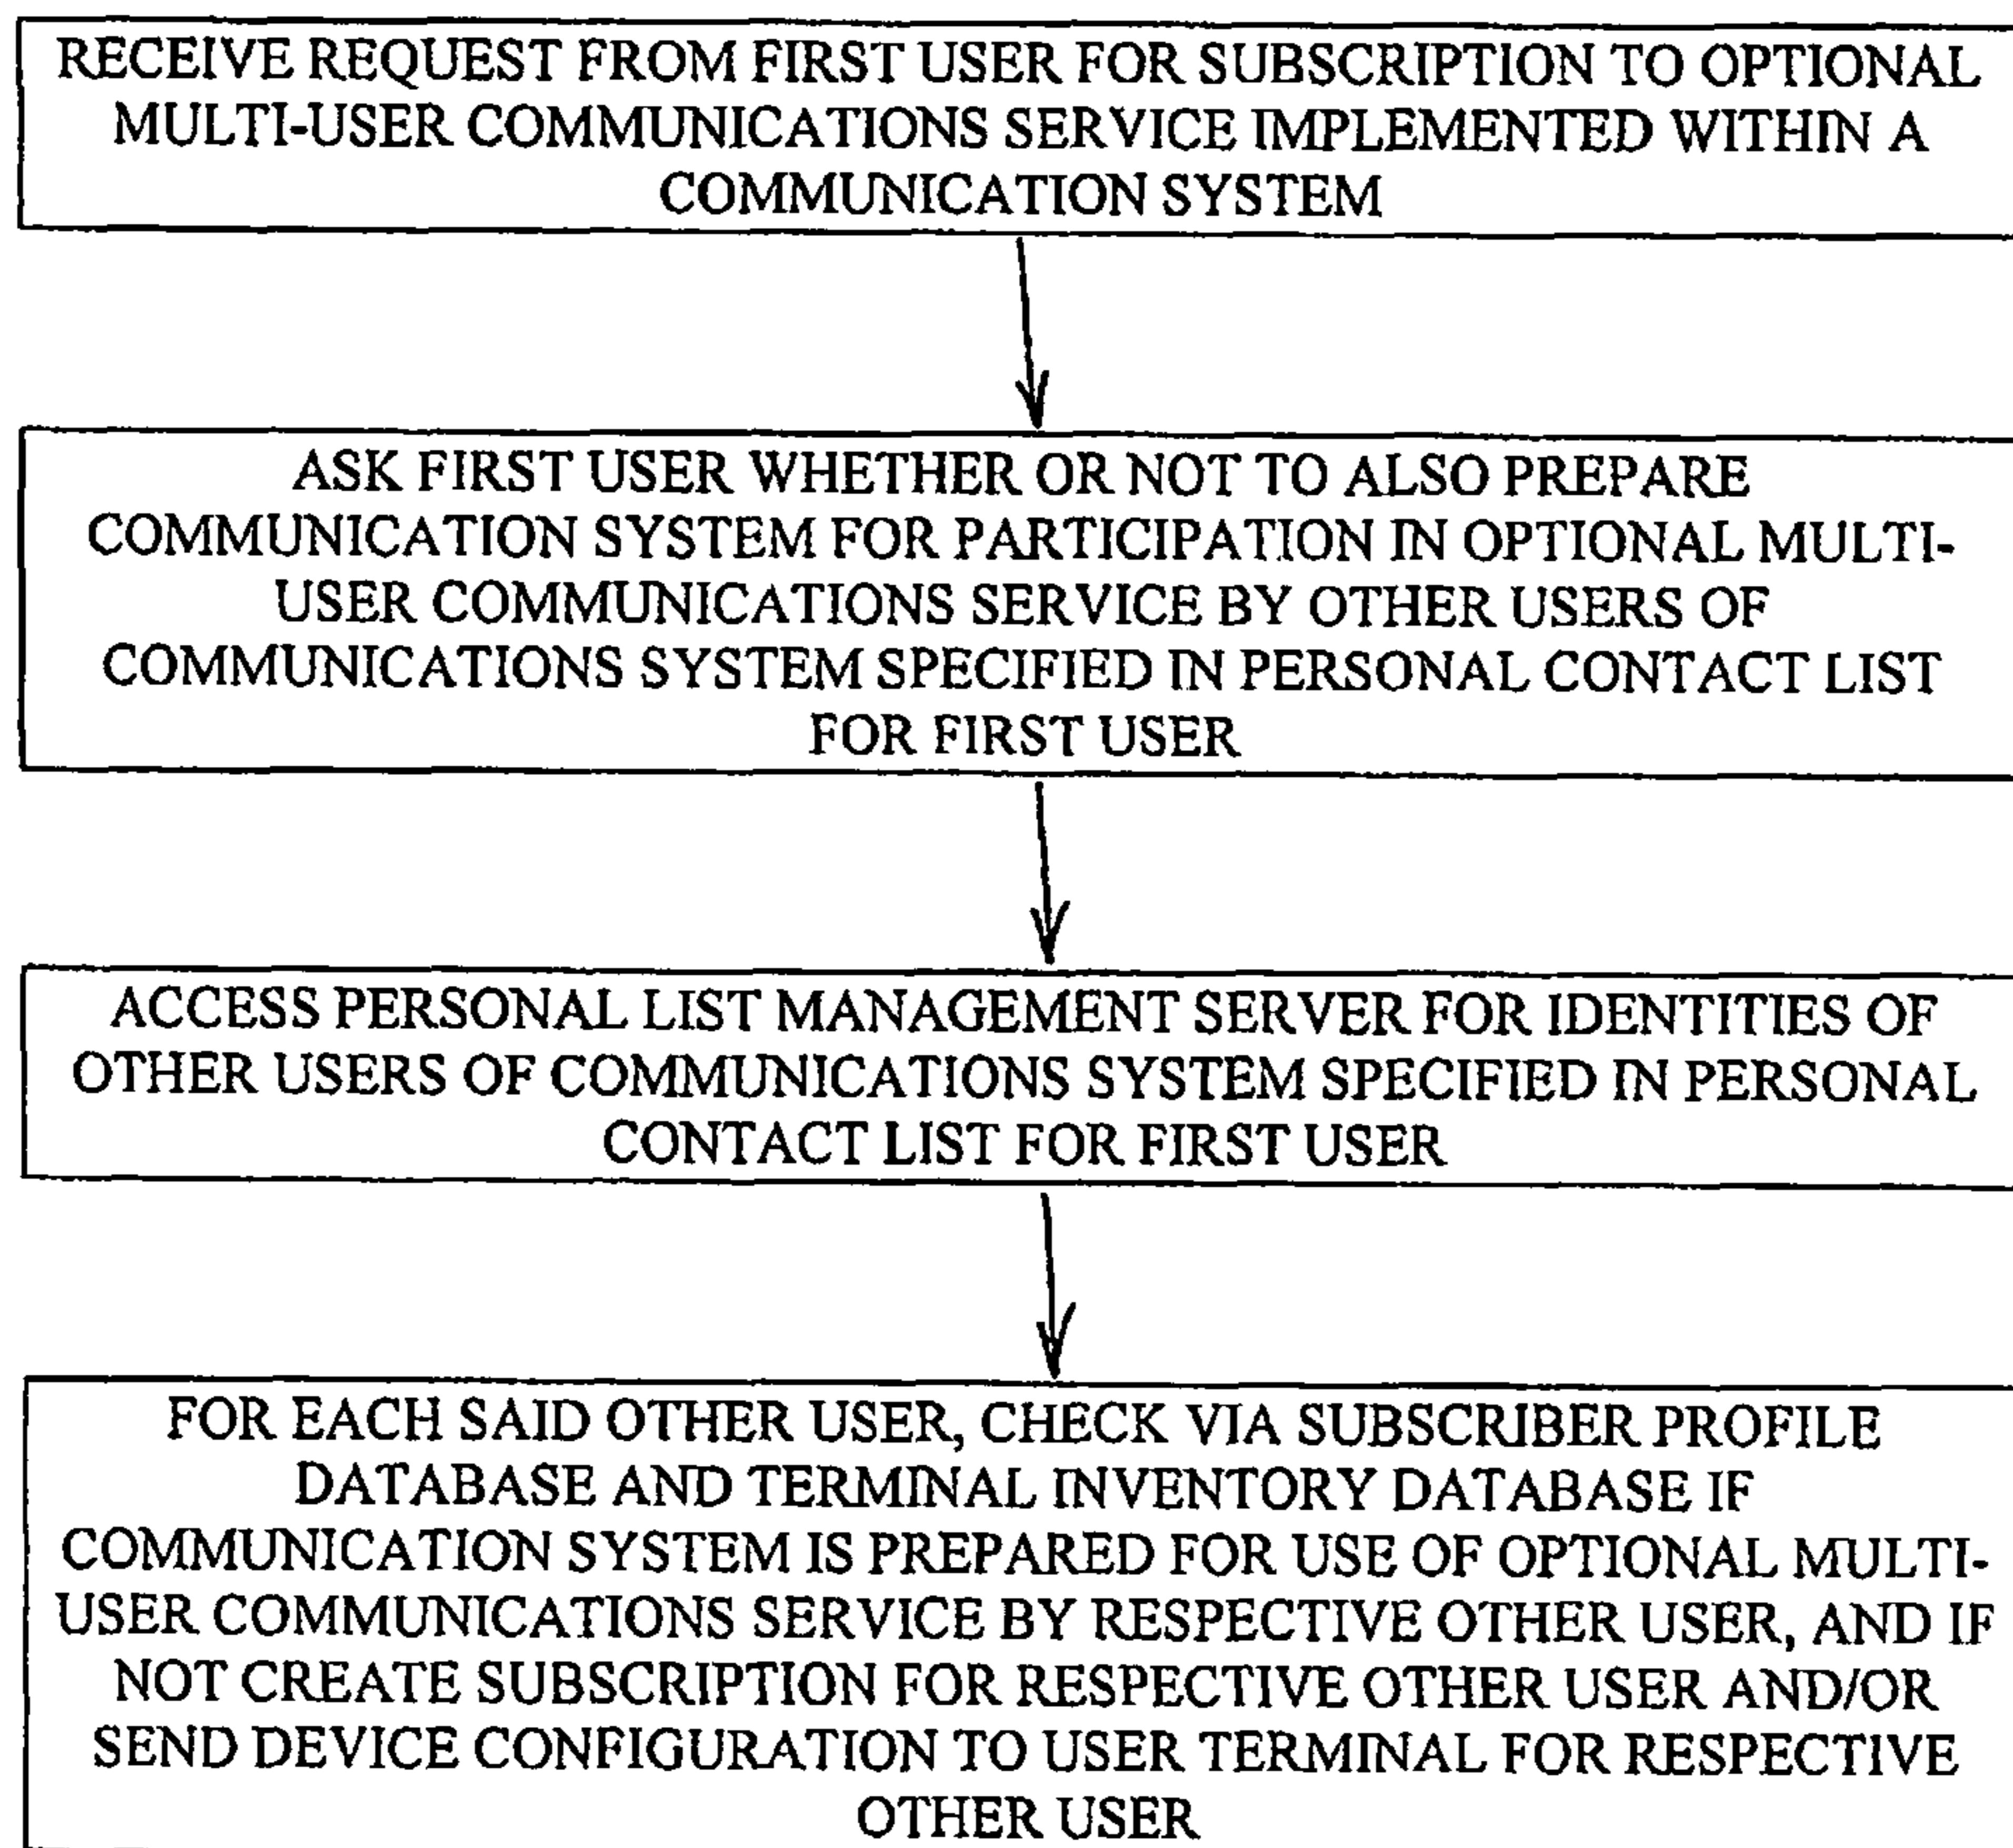 RECEIVE REQUEST FROM FIRST USER FOR SUBSCRIPTION TO OPTIONAL
MULTI-USER COMMUNICATIONS SERVICE IMPLEMENTED WITHIN A
COMMUNICATION SYSTEM
ASK FIRST USER WHETHER OR NOT TO ALSO PREPARE
COMMUNICATION SYSTEM FOR PARTICIPATION IN OPTIONAL MULTI-
USER COMMUNICATIONS SERVICE BY OTHER USERS OF
COMMUNICATIONS SYSTEM SPECIFIED IN PERSONAL CONTACT LIST
FOR FIRST USER
ACCESS PERSONAL LIST MANAGEMENT SERVER FOR IDENTITIES OF
OTHER USERS OF COMMUNICATIONS SYSTEM SPECIFIED IN PERSONAL
CONTACT LIST FOR FIRST USER
FOR EACH SAID OTHER USER, CHECK VIA SUBSCRIBER PROFILE
DATABASE AND TERMINAL INVENTORY DATABASE IF
COMMUNICATION SYSTEM IS PREPARED FOR USE OF OPTIONAL MULTI-
USER COMMUNICATIONS SERVICE BY RESPECTIVE OTHER USER, AND IF
NOT CREATE SUBSCRIPTION FOR RESPECTIVE OTHER USER AND/OR
SEND DEVICE CONFIGURATION TO USER TERMINAL FOR RESPECTIVE
OTHER USER